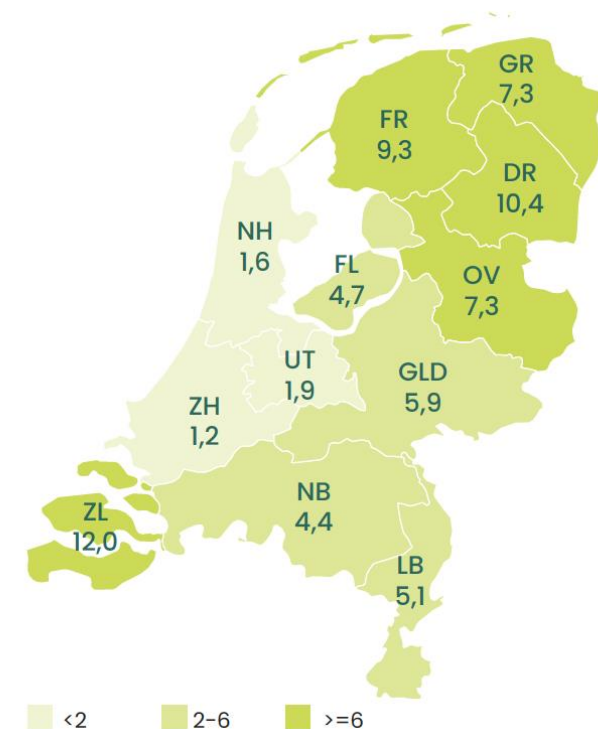 GR
7,3
FR
9,3
DR
10,4
NH
1,6
FL
4,7
OV
7,3
UT
1,9
GLD
5,9
ZH
1,2
NB
4,4
ZL
12,0
LB
5,1
<2 2-6 >=6